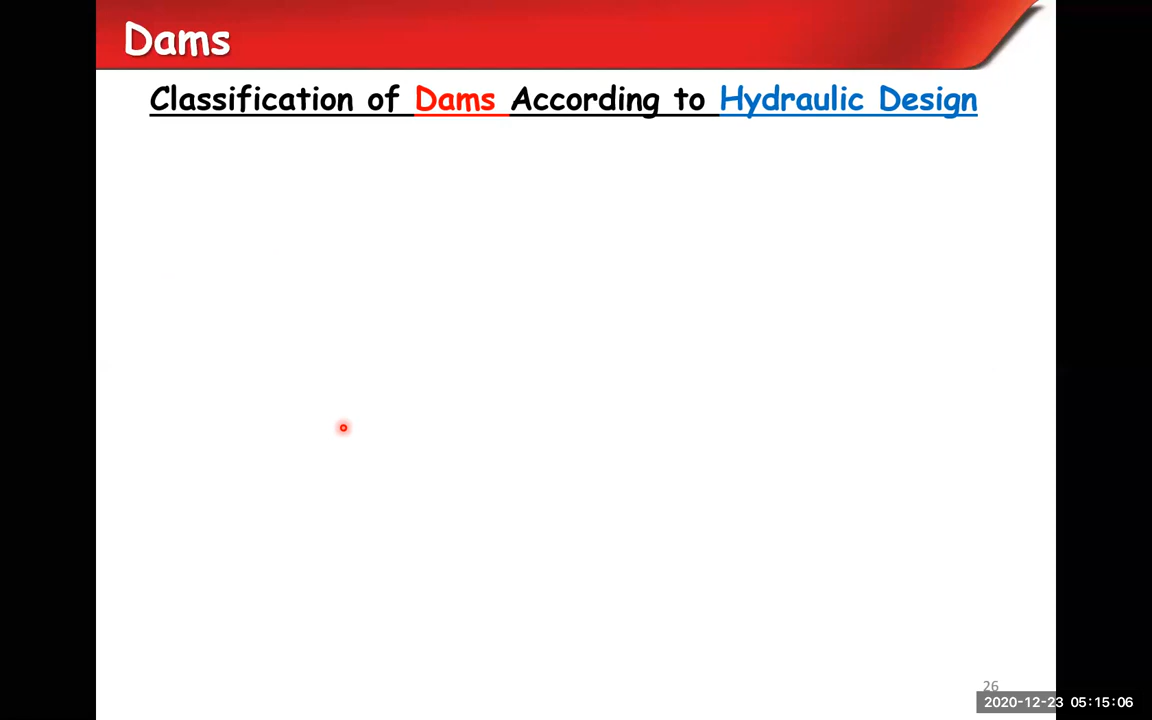 Dams
Classification of Dams According to Hydraulic Design
26
2020-12-23 05:15:06